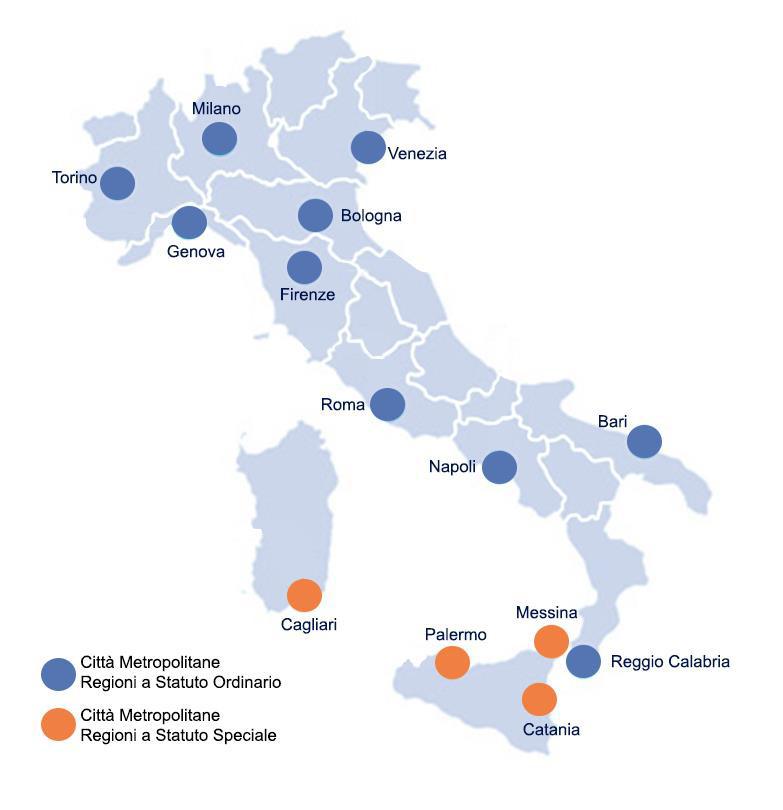 Milano
Venezia
Torino
Bologna
Genova
Firenze
Roma
Bari
Napoli
Cagliari
Messina
Palermo
Reggio Calabria
Catania
Città Metropolitane
Regioni a Statuto Ordinario
Città Metropolitane
Regioni a Statuto Speciale